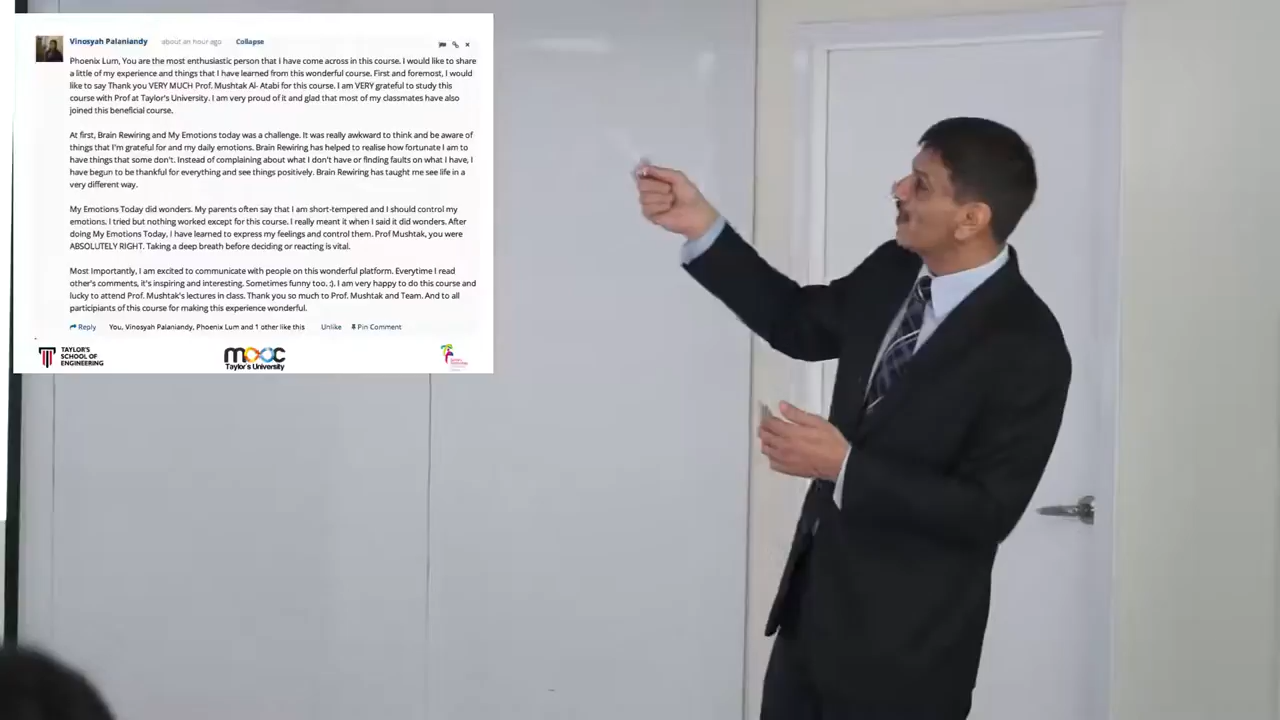 Vinosyah Palaniandy about an hour ago Collapse
Phoenix Lum, You are the most enthusiastic person that I have come across in this course. I would like to share
a little of my experience and things that I have learned from this wonderful course. First and foremost, I would
like to say Thank you VERY MUCH Prof. Mushtak Al- Atabi for this course. I am VERY grateful to study this
course with Prof at Taylor's University. I am very proud of it and glad that most of my classmates have also
joined this beneficial course.
At first, Brain Rewiring and My Emotions today was a challenge. It was really awkward to think and be aware of
things that I'm grateful for and my daily emotions. Brain Rewiring has helped to realise how fortunate I am to
have things that some don't. Instead of complaining about what I don't have or finding faults on what I have, I
have begun to be thankful for everything and see things positively. Brain Rewiring has taught me see life in a
very different way.
My Emotions Today did wonders. My parents often say that I am short-tempered and I should control my
emotions. I tried but nothing worked except for this course. I really meant it when I said it did wonders. After
doing My Emotions Today, I have learned to express my feelings and control them. Prof Mushtak, you were
ABSOLUTELY RIGHT. Taking a deep breath before deciding or reacting is vital.
Most Importantly, I am excited to communicate with people on this wonderful platform. Everytime I read
other's comments, it's inspiring and interesting. Sometimes funny too. :). I am very happy to do this course and
lucky to attend Prof. Mushtak's lectures in class. Thank you so much to Prof. Mushtak and Team. And to all
participants of this course for making this experience wonderful.
Reply You, Vinosyah Palaniandy, Phoenix Lum and 1 other like this Unlike Pin Comment
TAYLOR'S
SCHOOL OF
ENGINEERING
mooc
Taylor's University